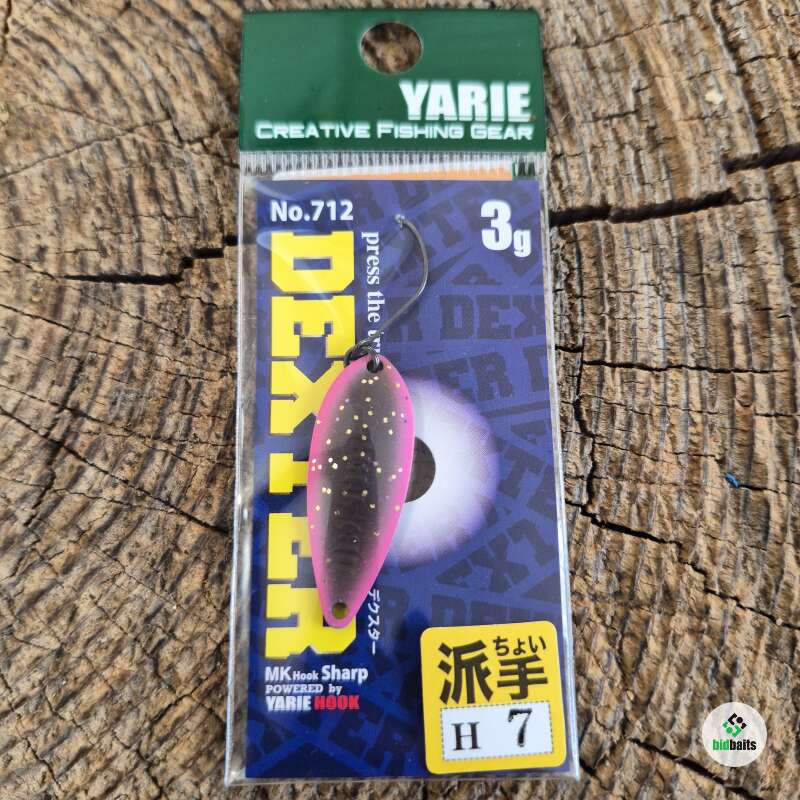 YARIE
CREATIVE FISHING GEAR
No.712
3g
DEXTER
press the
デクスター
MK Hook Sharp
POWERED by
YARIE HOOK
ちょい
派手
H 7
bidbaits